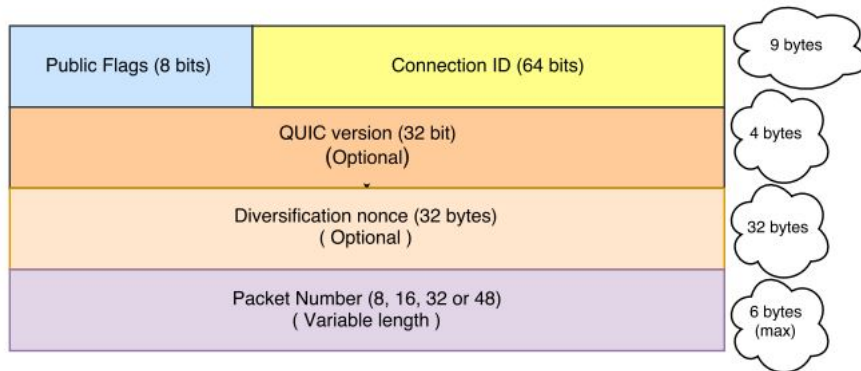 Public Flags (8 bits)
Connection ID (64 bits)
9 bytes
QUIC version (32 bit)
(Optional)
4 bytes
Diversification nonce (32 bytes)
( Optional )
32 bytes
Packet Number (8, 16, 32 or 48)
( Variable length )
6 bytes
(max)